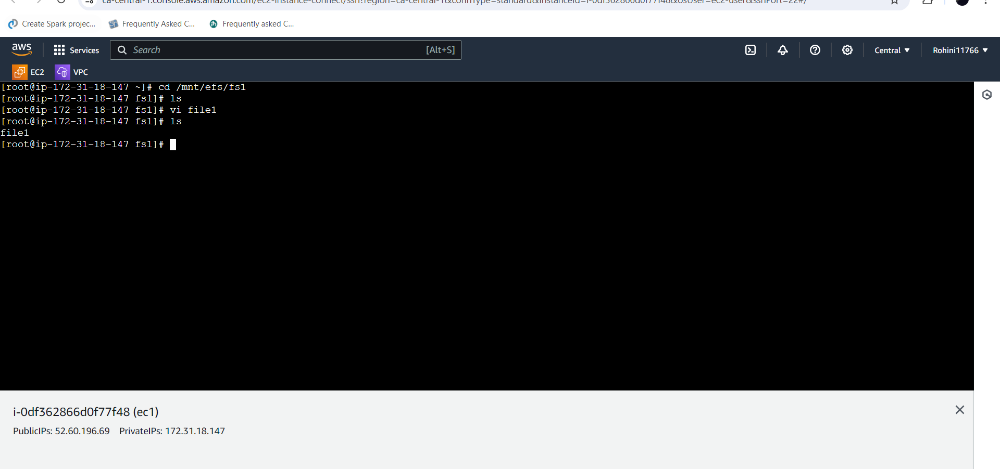 ca-central-1.console.aws.amazon.com/ec2-instance-connect/ssh?region=ca-central-1&connType=standard&instanceId=i-0df362866d0f77f48&osUser=ec2-user&sshPort=22#/
Create Spark projec... Frequently Asked C... Frequently asked C...
aws Services Search [Alt+S] Central Rohini11766
EC2 VPC
[root@ip-172-31-18-147 ~]# cd /mnt/efs/fs1
[root@ip-172-31-18-147 fs1]# ls
[root@ip-172-31-18-147 fs1]# vi file1
[root@ip-172-31-18-147 fs1]# ls
file1
[root@ip-172-31-18-147 fs1]#
i-0df362866d0f77f48 (ec1)
PublicIPs: 52.60.196.69 PrivateIPs: 172.31.18.147